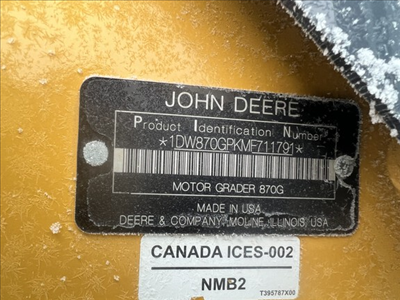 JOHN DEERE
Product Identification Number
*1DW870GPKMF711791*
MOTOR GRADER 870G
MADE IN USA
DEERE & COMPANY MOLINE, ILLINOIS, USA
CANADA ICES-002
NMB2
T395787X00